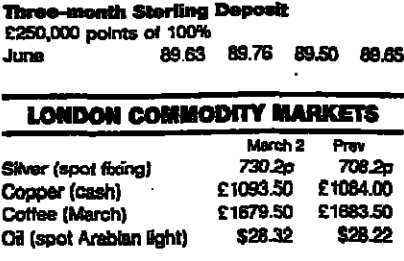 Three-month Sterling Deposit
£250,000 points of 100%
June 89.63 89.76 89.50 89.65
LONDON COMMODITY MARKETS
March 2 Prev
Silver (spot fixing) 730.2p 708.2p
Copper (cash) £1093.50 £1084.00
Coffee (March) £1679.50 £1683.50
Oil (spot Arabian light) $28.32 $28.22